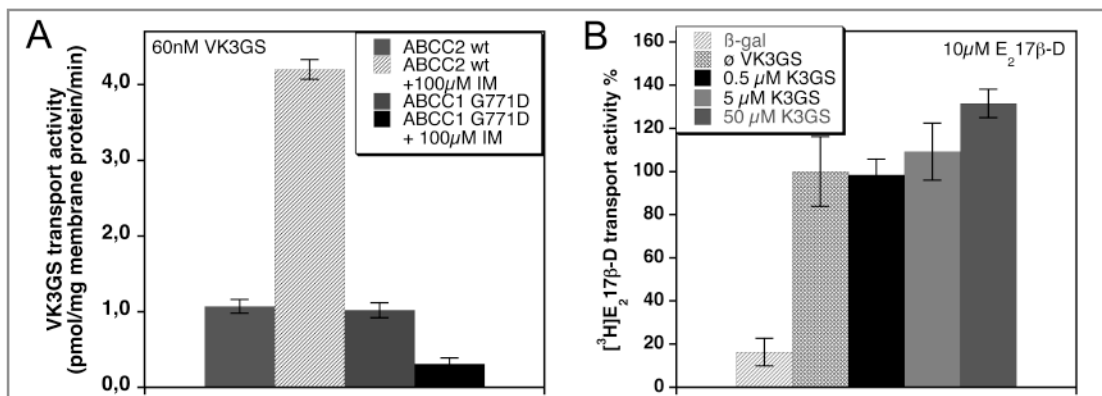 A
60nM VK3GS
VK3GS transport activity
(pmol/mg membrane protein/min)
4,0
4,0
2,0
1,0
0,0
ABCC2 wt
ABCC2 wt
+100µM IM
ABCC1 G771D
ABCC1 G771D
+ 100µM IM
B
10µM E₂17β-D
[³H]E₂17β-D transport activity %
160
140
120
100
80
60
40
20
0
ß-gal
ø VK3GS
0.5 µM K3GS
5 µM K3GS
50 µM K3GS